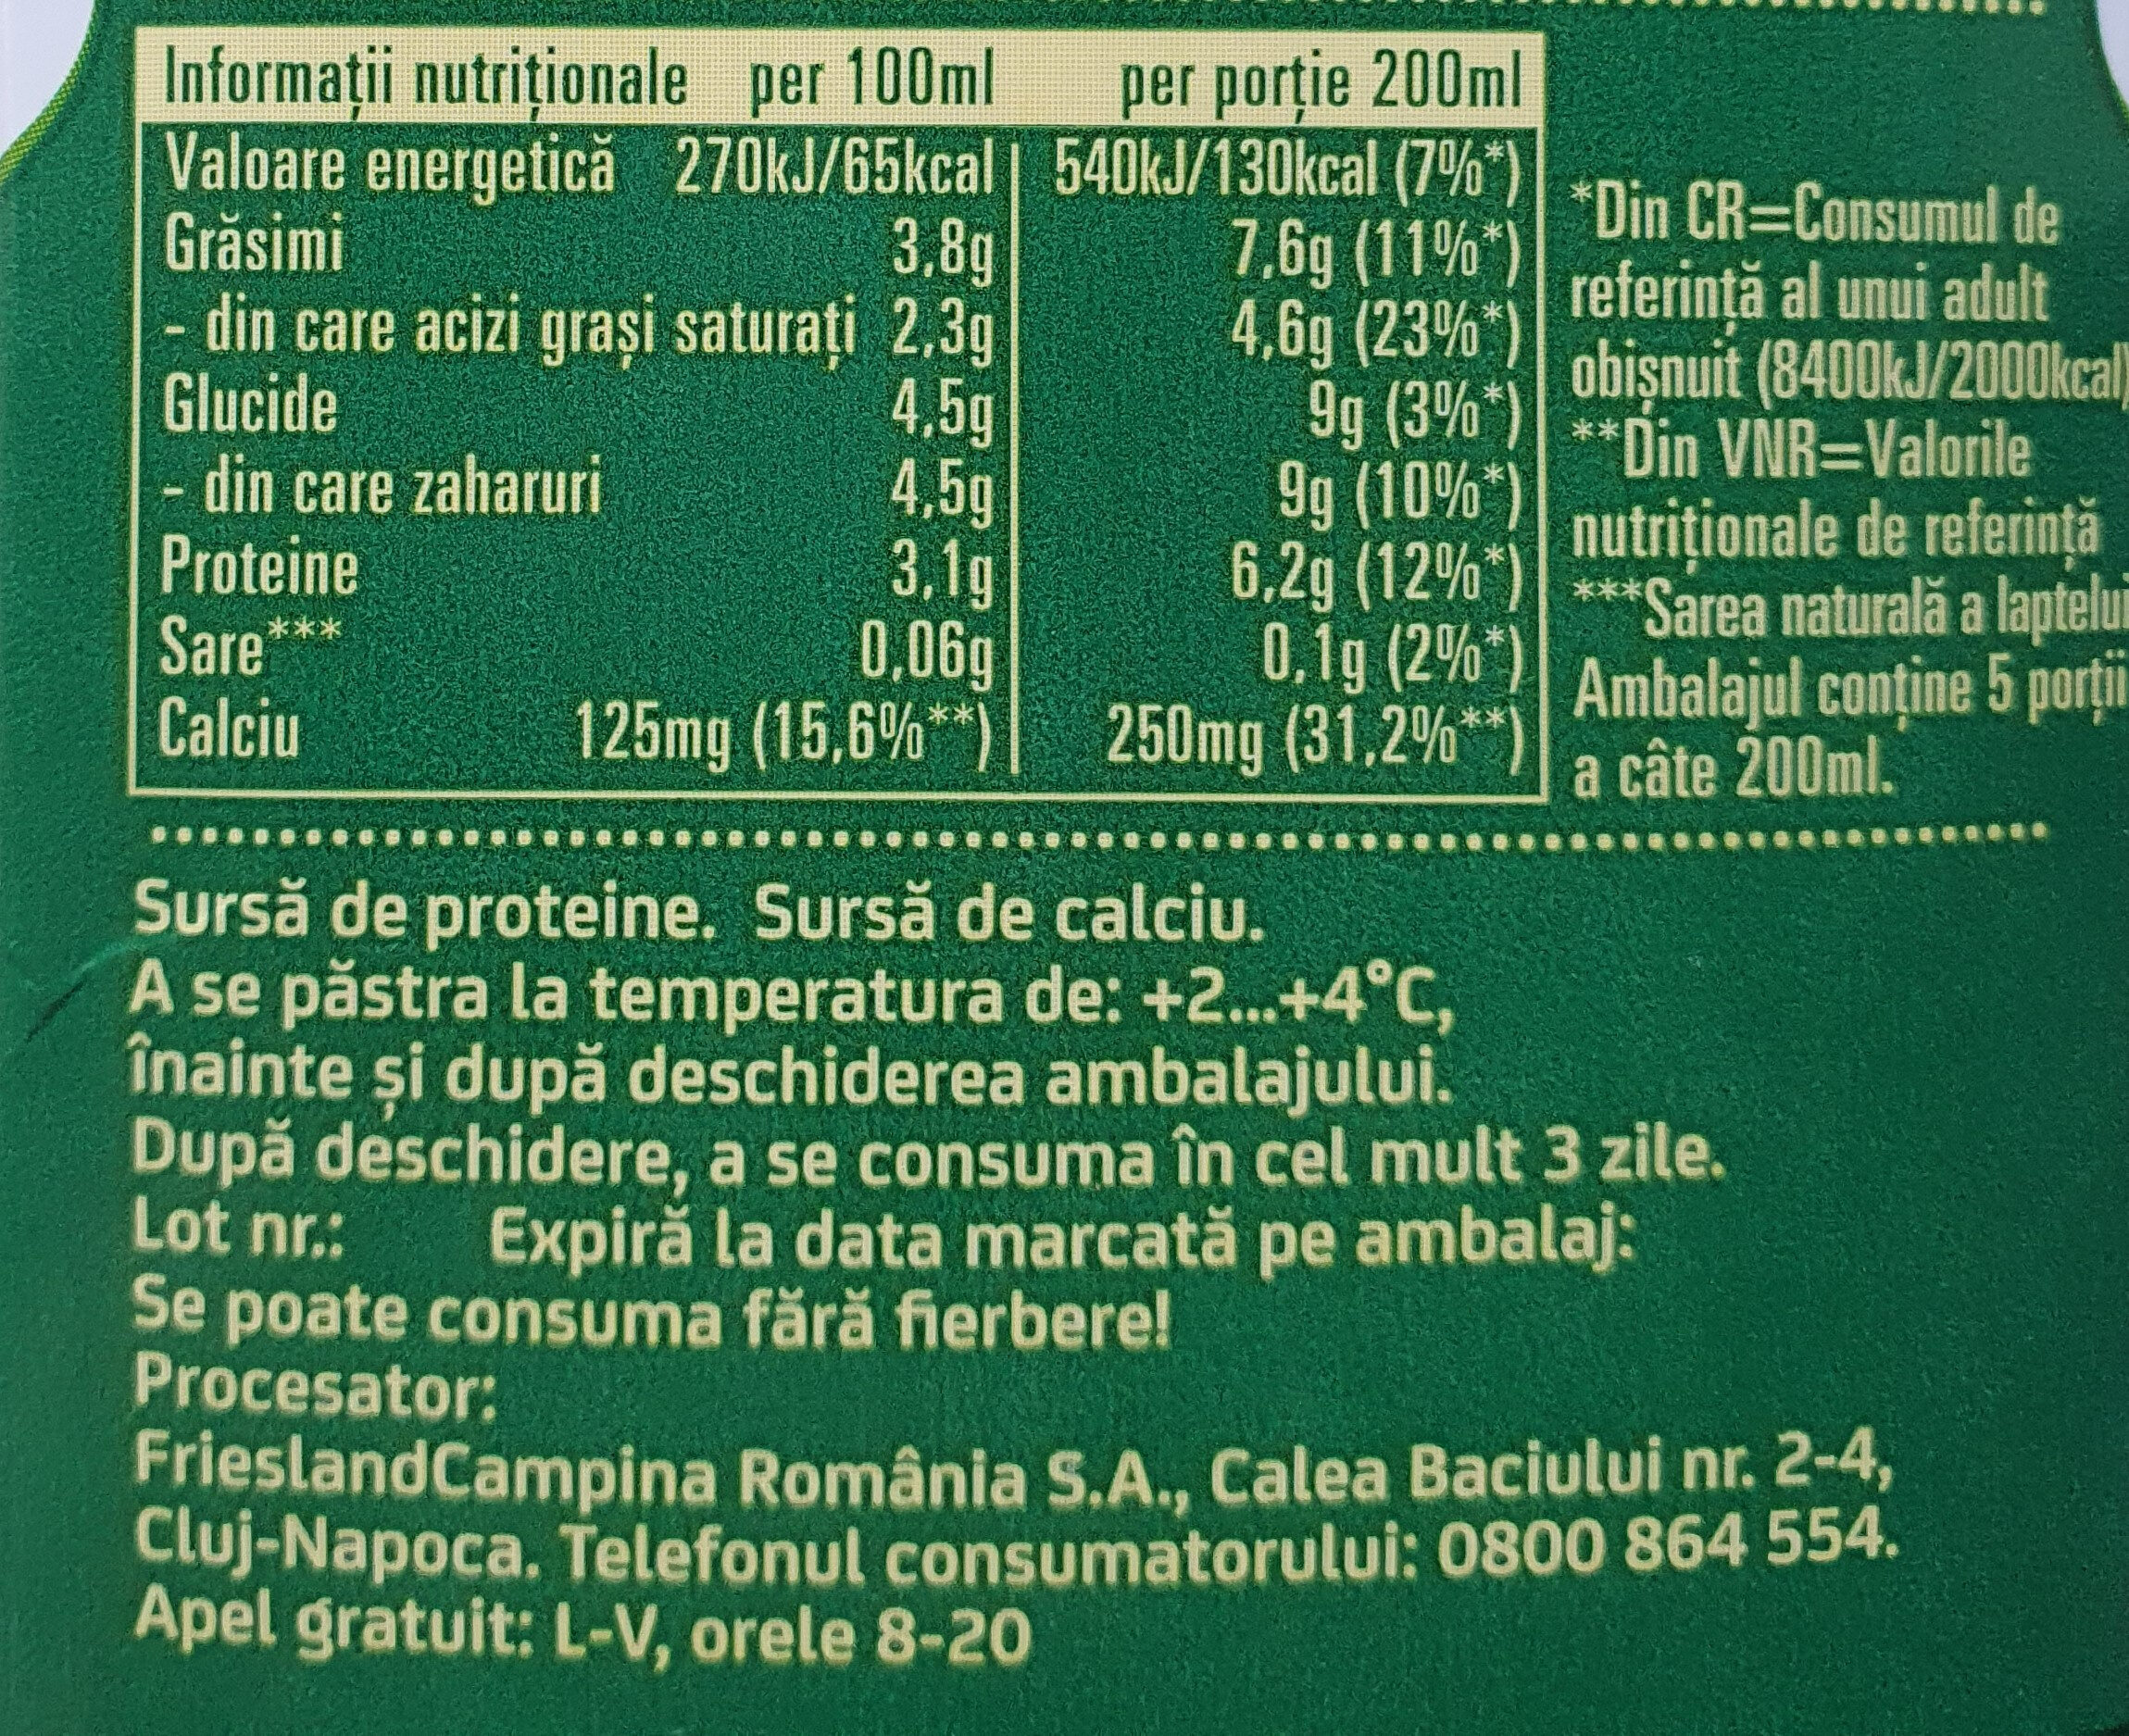 Informații nutriționale per 100ml per porție 200ml
Valoare energetică 270kJ/65kcal 540kJ/130kcal (7%*)
Grăsimi 3,8g 7,6g (11%*)
- din care acizi grași saturați 2,3g 4,6g (23%*)
Glucide 4,5g 9g (3%*)
- din care zaharuri 4,5g 9g (10%*)
Proteine 3,1g 6,2g (12%*)
Sare*** 0,06g 0,1g (2%*)
Calciu 125mg (15,6%**) 250mg (31,2%**)
*Din CR=Consumul de
referință al unui adult
obișnuit (8400kJ/2000kcal)
**Din VNR=Valorile
nutriționale de referință
***Sarea naturală a laptelui
Ambalajul conține 5 porții
a câte 200ml.
Sursă de proteine. Sursă de calciu.
A se păstra la temperatura de: +2...+4°C,
înainte și după deschiderea ambalajului.
După deschidere, a se consuma în cel mult 3 zile.
Lot nr.: Expiră la data marcată pe ambalaj:
Se poate consuma fără fierbere!
Procesator:
FrieslandCampina România S.A., Calea Baciului nr. 2-4,
Cluj-Napoca. Telefonul consumatorului: 0800 864 554.
Apel gratuit: L-V, orele 8-20